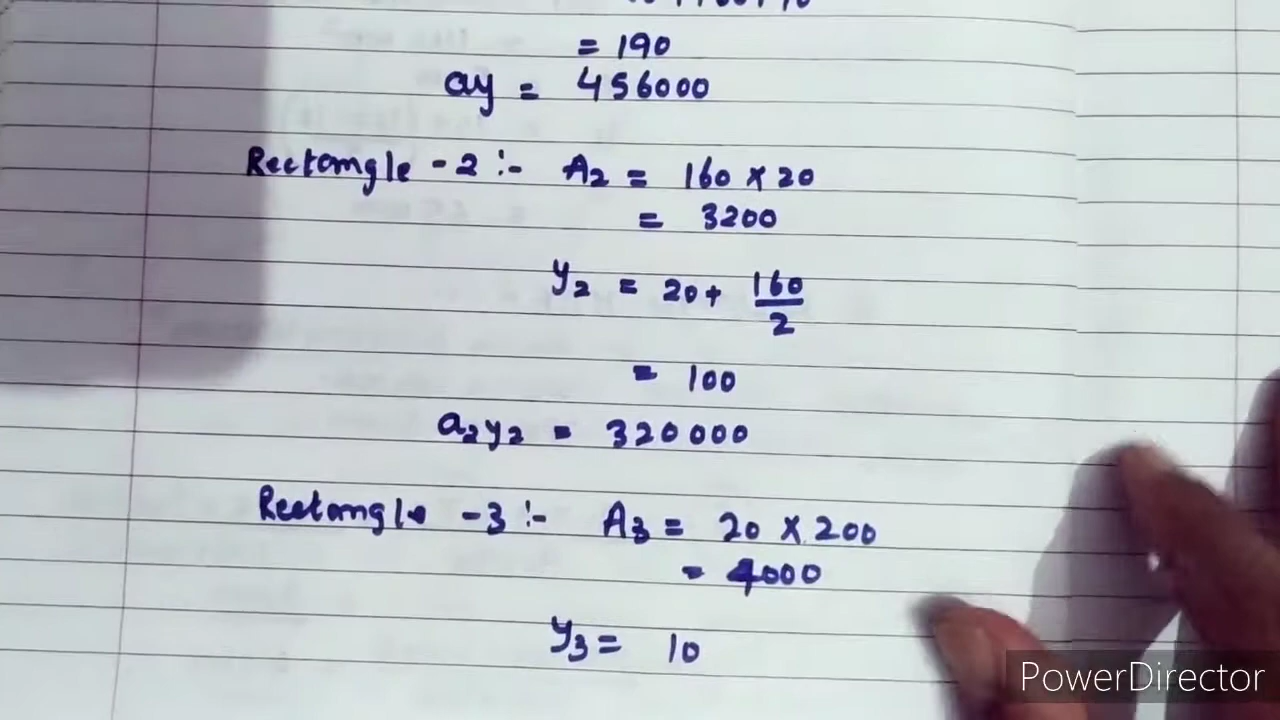 = 190
ay = 456000
Rectangle - 2 :- A₂ = 160 × 20
= 3200
y₂ = 20 + 160/2
= 100
a₂y₂ = 320000
Rectangle - 3 :- A₃ = 20 × 200
= 4000
y₃ = 10
PowerDirector